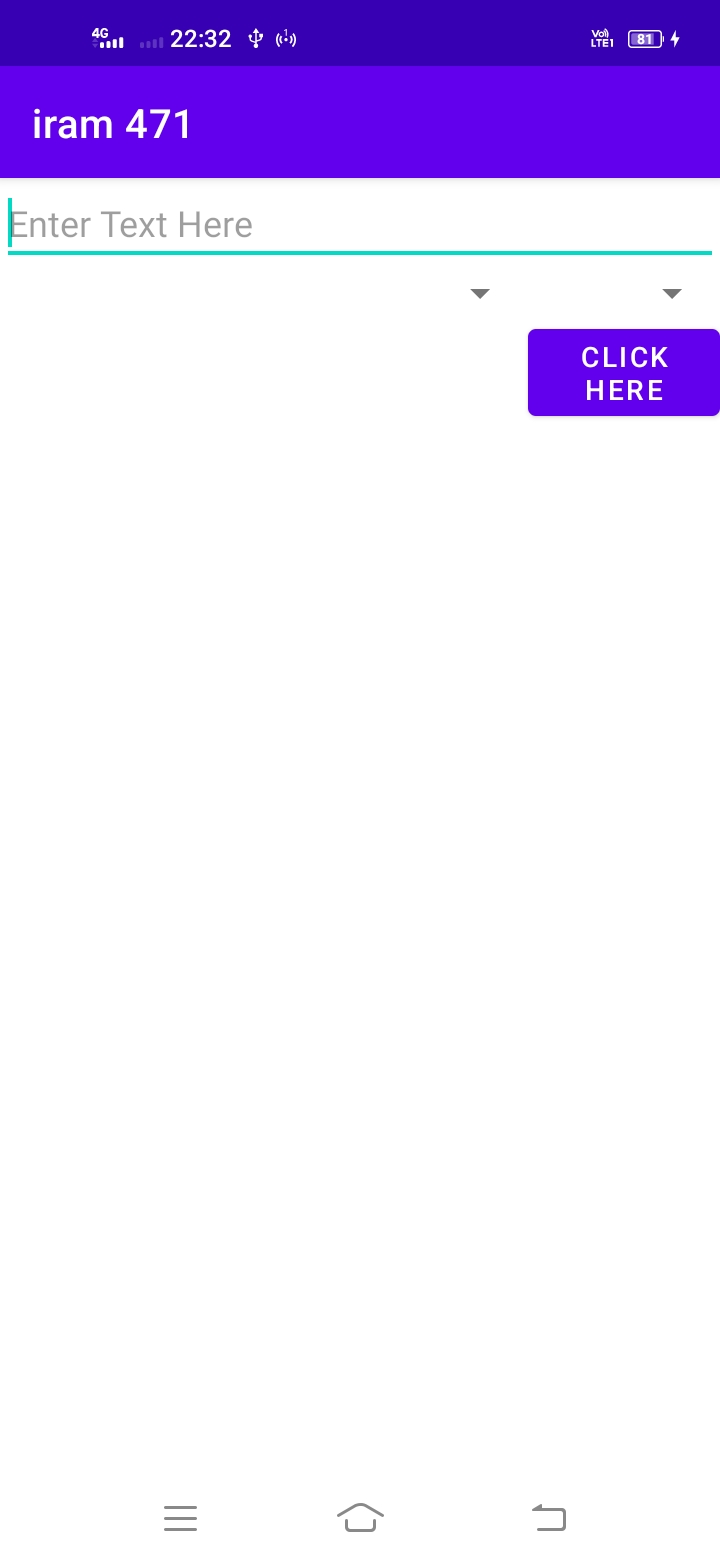 4G 22:32 Vo) LTE1 81
iram 471
Enter Text Here
CLICK
HERE